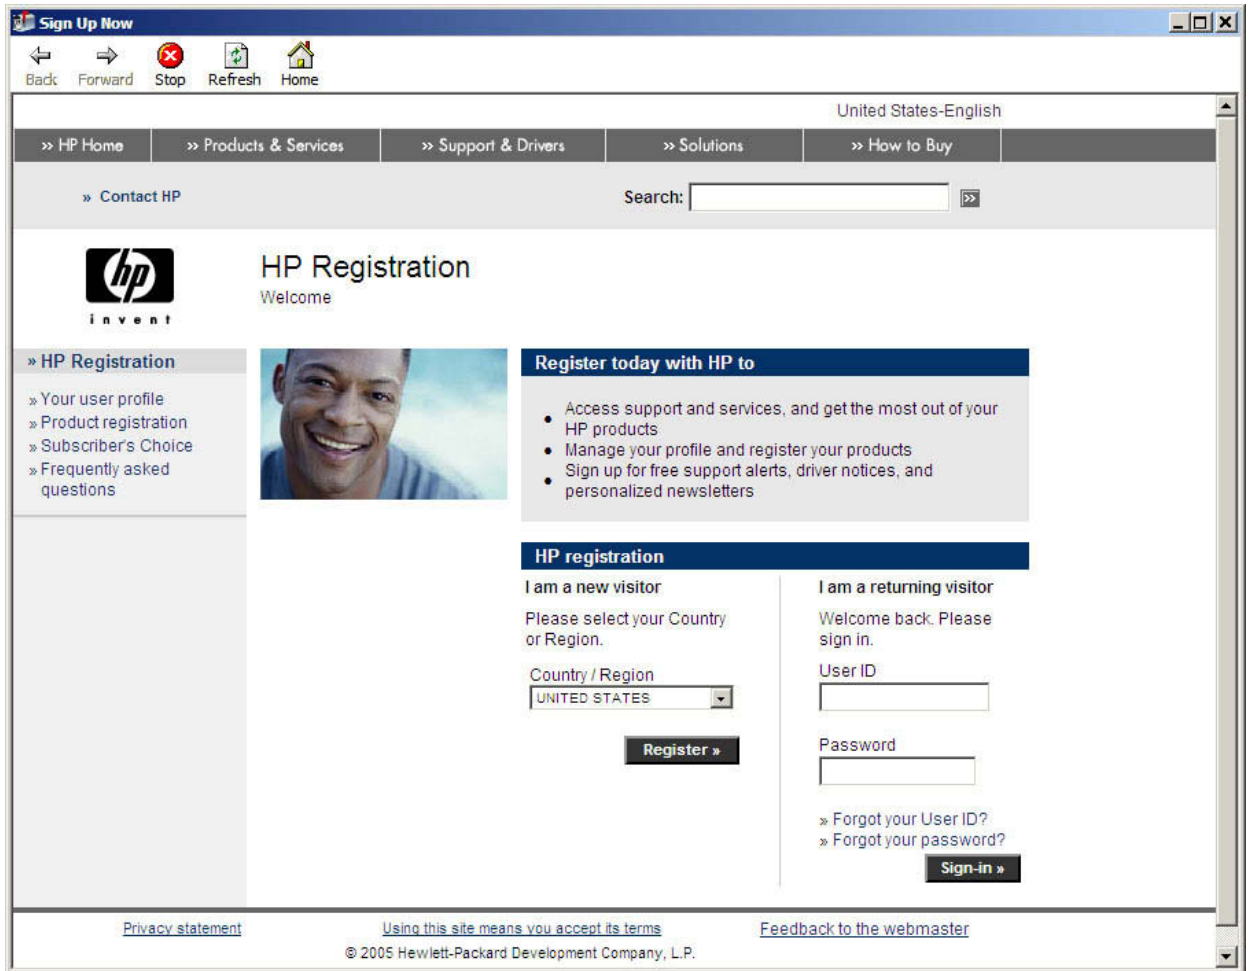 Sign Up Now
Back Forward Stop Refresh Home
United States-English
» HP Home » Products & Services » Support & Drivers » Solutions » How to Buy
» Contact HP
Search: »
hp
invent
HP Registration
Welcome
» HP Registration
» Your user profile
» Product registration
» Subscriber's Choice
» Frequently asked
questions
Register today with HP to
• Access support and services, and get the most out of your
HP products
• Manage your profile and register your products
• Sign up for free support alerts, driver notices, and
personalized newsletters
HP registration
I am a new visitor
Please select your Country
or Region.
Country / Region
UNITED STATES
Register »
I am a returning visitor
Welcome back. Please
sign in.
User ID
Password
» Forgot your User ID?
» Forgot your password?
Sign-in »
Privacy statement
Using this site means you accept its terms
Feedback to the webmaster
© 2005 Hewlett-Packard Development Company, L.P.